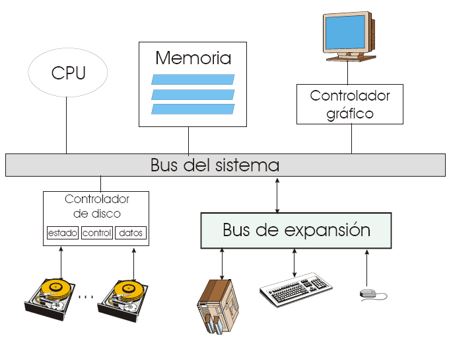 CPU
Memoria
Controlador
gráfico
Bus del sistema
Controlador
de disco
estado control datos
Bus de expansión
...